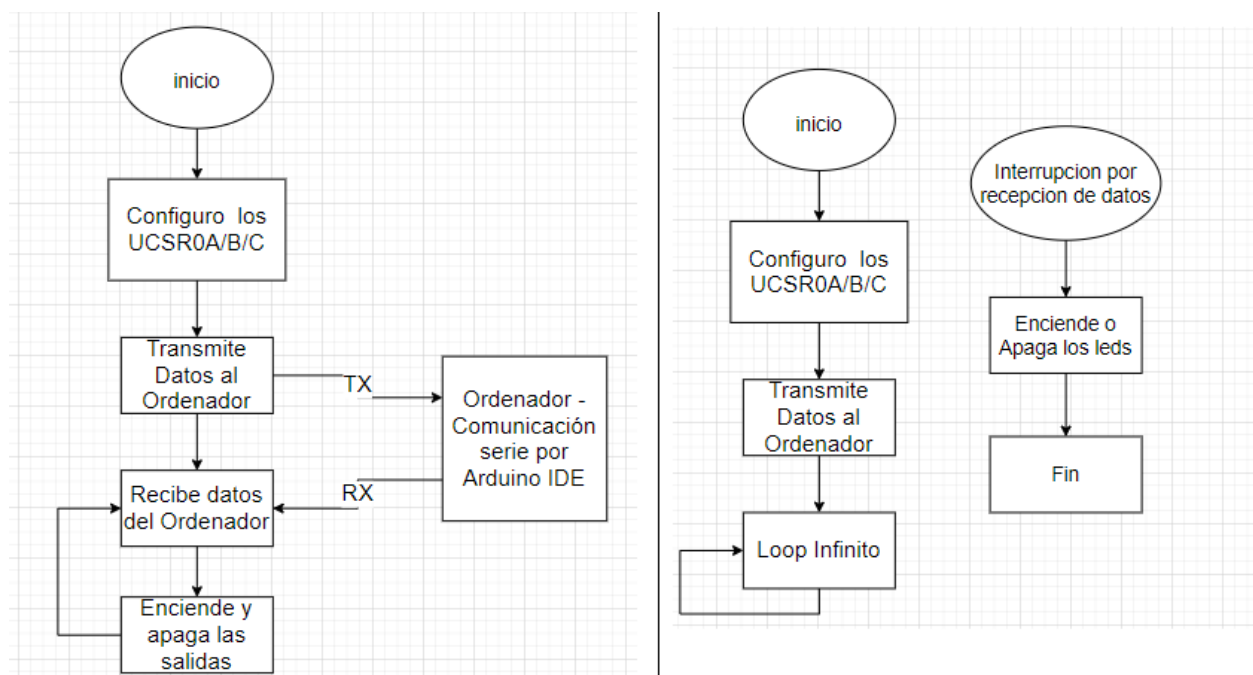 inicio
Configuro los
UCSR0A/B/C
Transmite
Datos al
Ordenador
TX
Ordenador -
Comunicación
serie por
Arduino IDE
RX
Recibe datos
del Ordenador
Enciende y
apaga las
salidas
inicio
Configuro los
UCSR0A/B/C
Transmite
Datos al
Ordenador
Loop Infinito
Interrupcion por
recepcion de datos
Enciende o
Apaga los leds
Fin